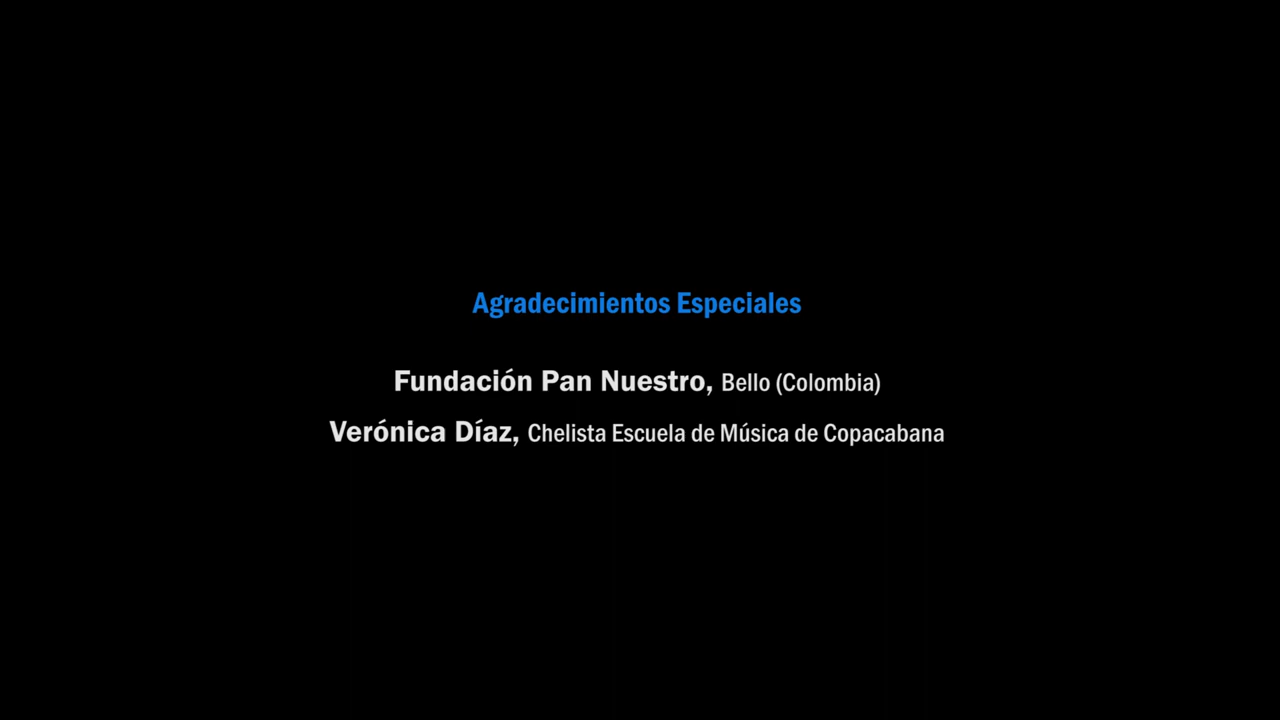 Agradecimientos Especiales
Fundación Pan Nuestro, Bello (Colombia)
Verónica Díaz, Chelista Escuela de Música de Copacabana